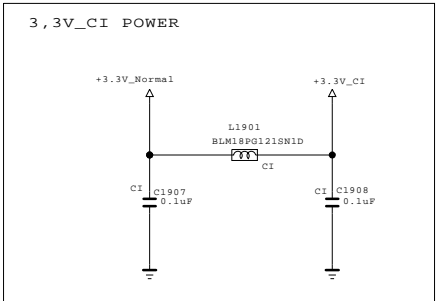 3,3V_CI POWER
+3.3V_Normal
+3.3V_CI
L1901
BLM18PG121SN1D
CI
CI C1907
0.1uF
CI C1908
0.1uF